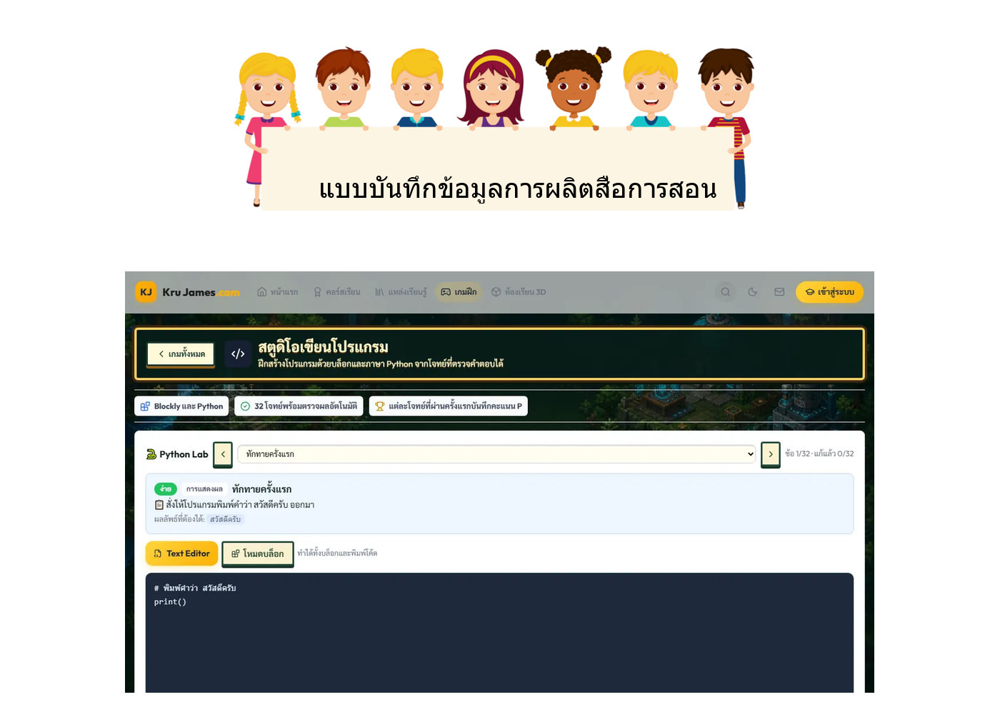 แบบบันทึกข้อมูลการผลิตสื่อการสอน
KJ Kru James.com หน้าแรก คอร์สเรียน แหล่งเรียนรู้ เกมฝึก ห้องเรียน 3D เข้าสู่ระบบ
เกมทั้งหมด </> สตูดิโอเขียนโปรแกรม
ฝึกสร้างโปรแกรมด้วยบล็อกและภาษา Python จากโจทย์ที่ตรวจคำตอบได้
Blockly และ Python 32 โจทย์พร้อมตรวจผลอัตโนมัติ แต่ละโจทย์ที่ผ่านครั้งแรกบันทึกคะแนน P
Python Lab ทักทายครั้งแรก ข้อ 1/32 · แก้แล้ว 0/32
ง่าย การแสดงผล ทักทายครั้งแรก
สั่งให้โปรแกรมพิมพ์คำว่า สวัสดีครับ ออกมา
ผลลัพธ์ที่ต้องได้: สวัสดีครับ
Text Editor โหมดบล็อก ทำได้ทั้งบล็อกและพิมพ์โค้ด
# พิมพ์คำว่า สวัสดีครับ
print()